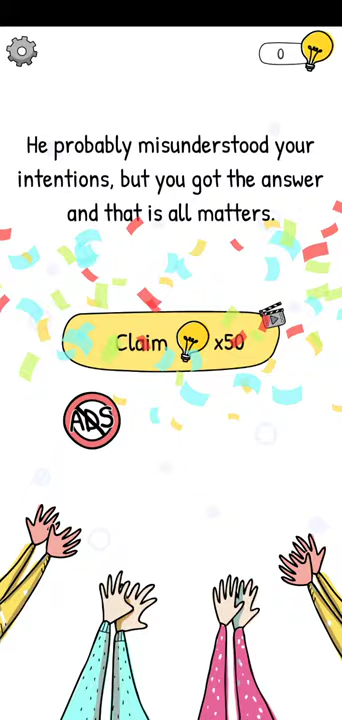 0
He probably misunderstood your
intentions, but you got the answer
and that is all matters.
Claim x50
ADS